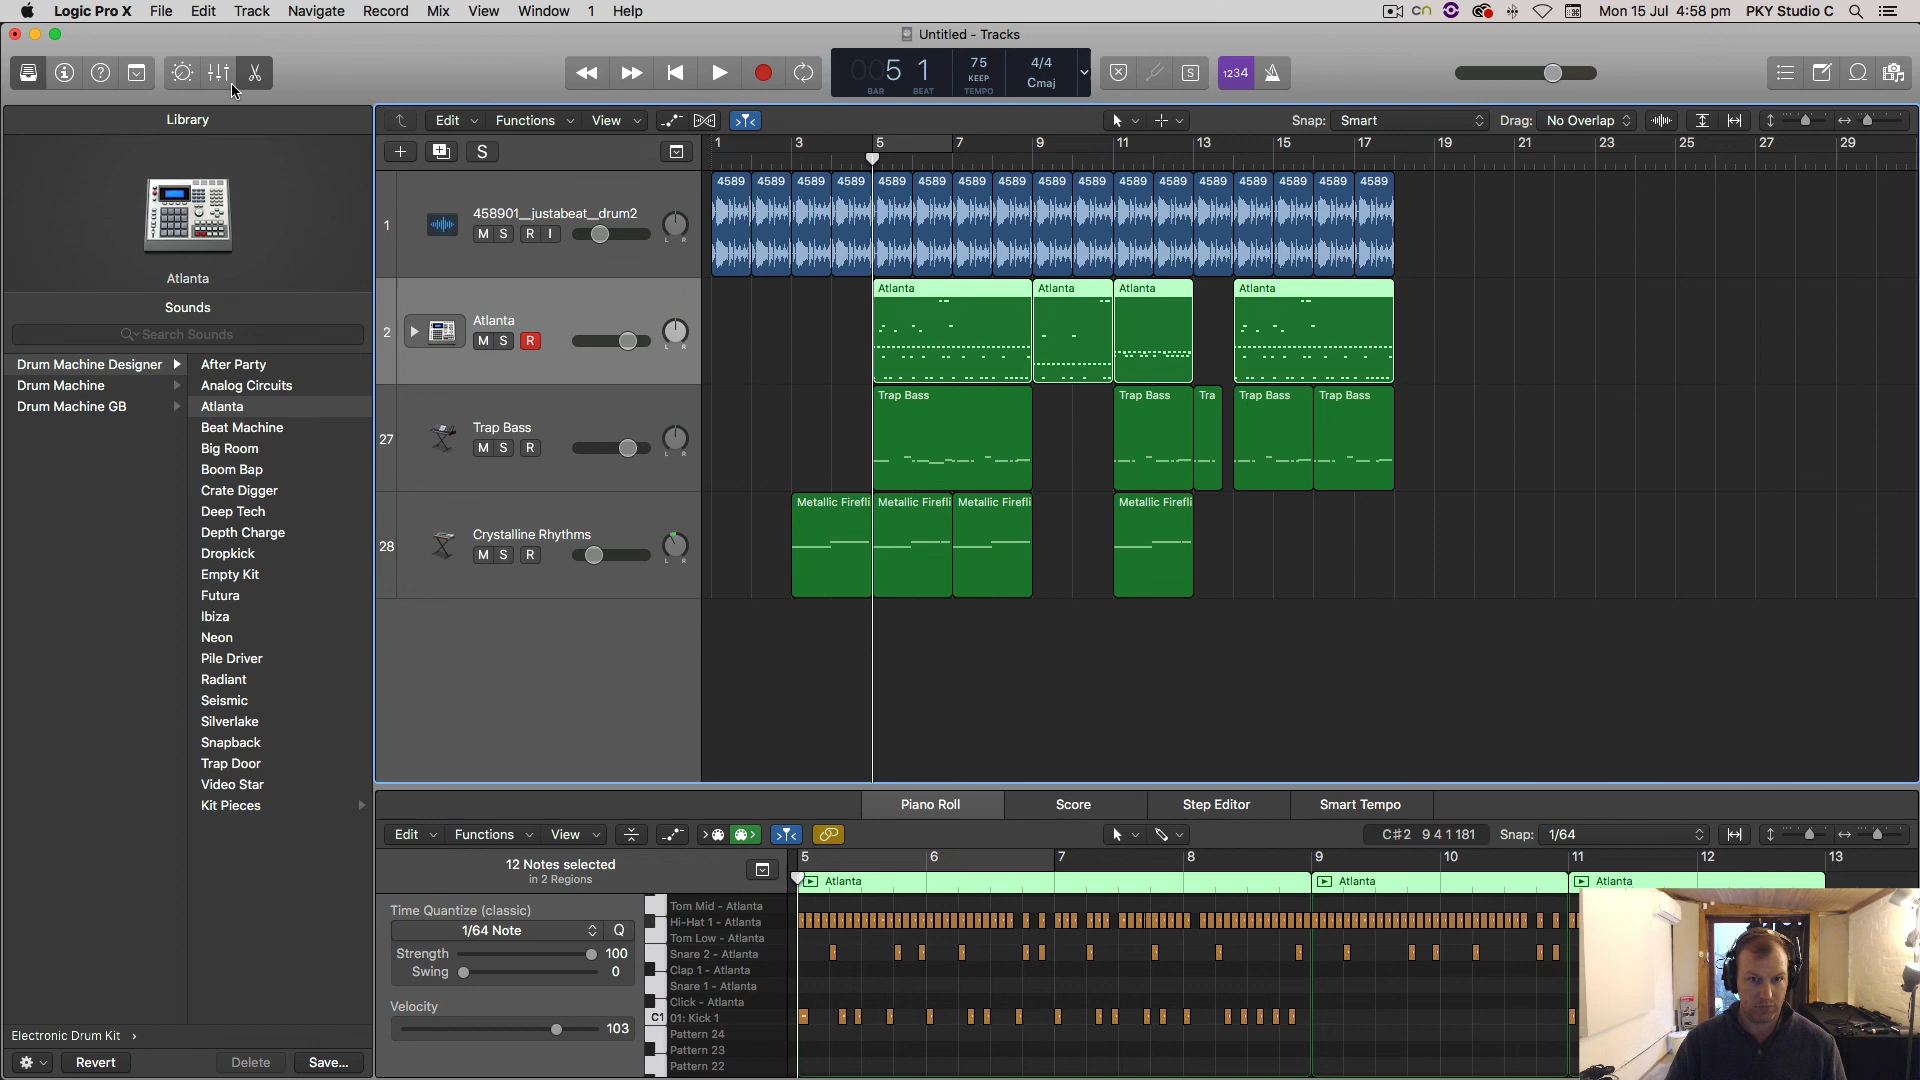 Logic Pro X File Edit Track Navigate Record Mix View Window 1 Help
Mon 15 Jul 4:58 pm PKY Studio C
Untitled - Tracks
5 1 75 4/4
KEEP Cmaj
BAR BEAT TEMPO
S 1234
Library
Edit Functions View
Snap: Smart Drag: No Overlap
1 3 5 7 9 11 13 15 17 19 21 23 25 27 29
S
4589 4589 4589 4589 4589 4589 4589 4589 4589 4589 4589 4589 4589 4589 4589 4589 4589
1
458901__justabeat__drum2
M S R I
L R
Atlanta
Sounds
Search Sounds
Atlanta Atlanta Atlanta Atlanta
2
Atlanta
M S R
L R
Drum Machine Designer
Drum Machine
Drum Machine GB
After Party
Analog Circuits
Atlanta
Beat Machine
Big Room
Boom Bap
Crate Digger
Deep Tech
Depth Charge
Dropkick
Empty Kit
Futura
Ibiza
Neon
Pile Driver
Radiant
Seismic
Silverlake
Snapback
Trap Door
Video Star
Kit Pieces
Trap Bass Trap Bass Tra Trap Bass Trap Bass
27
Trap Bass
M S R
L R
Metallic Firefli Metallic Firefli Metallic Firefli Metallic Firefli
28
Crystalline Rhythms
M S R
L R
Piano Roll Score Step Editor Smart Tempo
Edit Functions View
C#2 9 4 1 181 Snap: 1/64
12 Notes selected
in 2 Regions
5 6 7 8 9 10 11 12 13
Atlanta Atlanta Atlanta
Time Quantize (classic)
1/64 Note Q
Strength 100
Swing 0
Velocity
103
Tom Mid - Atlanta
Hi-Hat 1 - Atlanta
Tom Low - Atlanta
Snare 2 - Atlanta
Clap 1 - Atlanta
Snare 1 - Atlanta
Click - Atlanta
C1 01: Kick 1
Pattern 24
Pattern 23
Pattern 22
Electronic Drum Kit
Revert Delete Save...